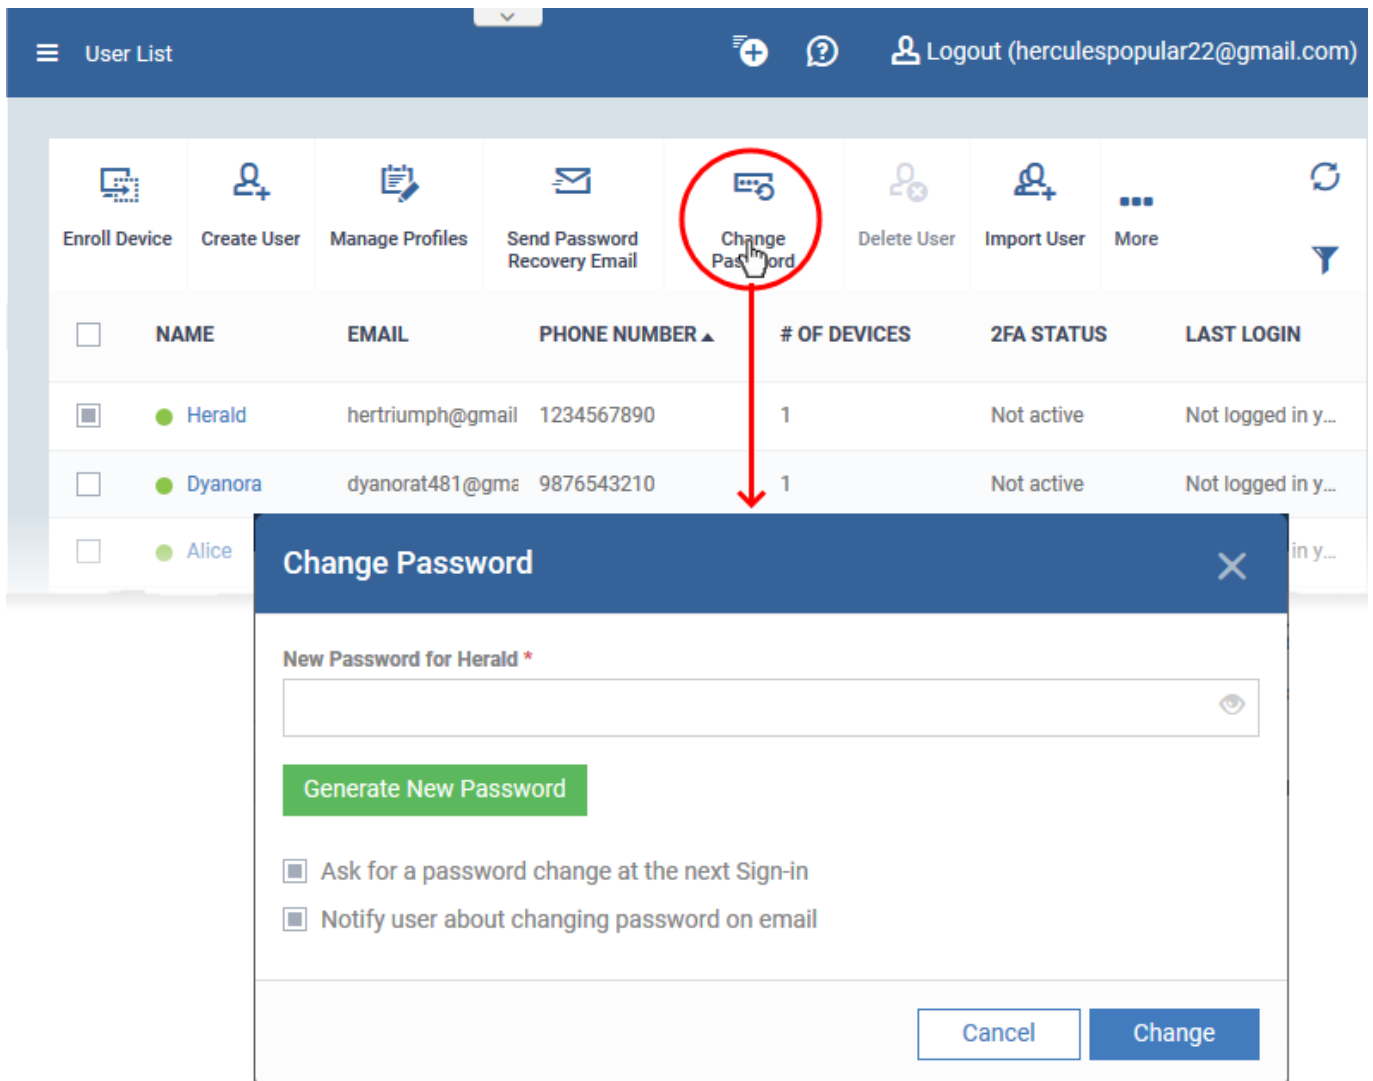 User List
Logout (herculespopular22@gmail.com)
Enroll Device
Create User
Manage Profiles
Send Password
Recovery Email
Change
Password
Delete User
Import User
More
NAME EMAIL PHONE NUMBER # OF DEVICES 2FA STATUS LAST LOGIN
Herald hertriumph@gmail 1234567890 1 Not active Not logged in y...
Dyanora dyanorat481@gma 9876543210 1 Not active Not logged in y...
Alice in y...
Change Password
New Password for Herald *
Generate New Password
Ask for a password change at the next Sign-in
Notify user about changing password on email
Cancel Change